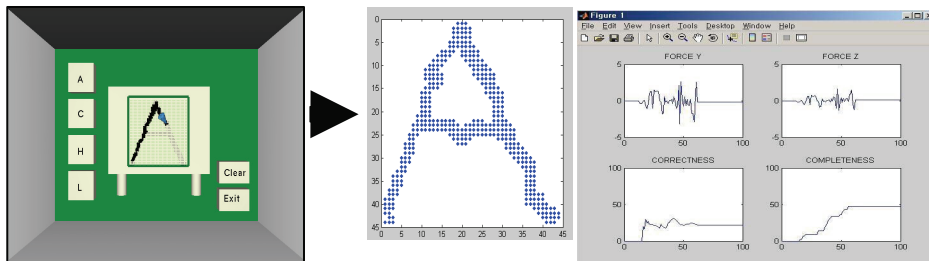 A
C
H
L
Clear
Exit
0
5
10
15
20
25
30
35
40
45
0 5 10 15 20 25 30 35 40 45
Figure 1
File Edit View Insert Tools Desktop Window Help
FORCE Y
5
0
-5
0 50 100
FORCE Z
5
0
-5
0 50 100
CORRECTNESS
100
50
0
0 50 100
COMPLETENESS
100
50
0
0 50 100